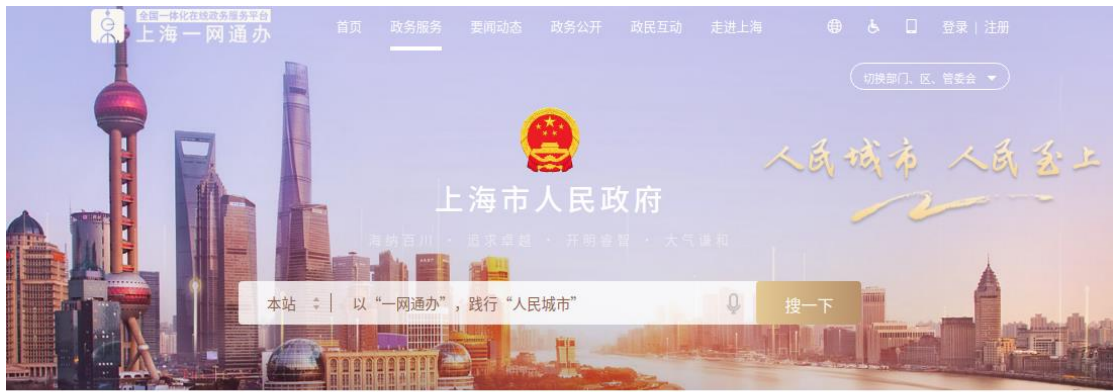 全国一体化在线政务服务平台
上海一网通办
首页 政务服务 要闻动态 政务公开 政民互动 走进上海 登录 | 注册
切换部门、区、管委会
人民城市 人民至上
上海市人民政府
海纳百川 · 追求卓越 · 开明睿智 · 大气谦和
本站 以“一网通办”，践行“人民城市” 搜一下